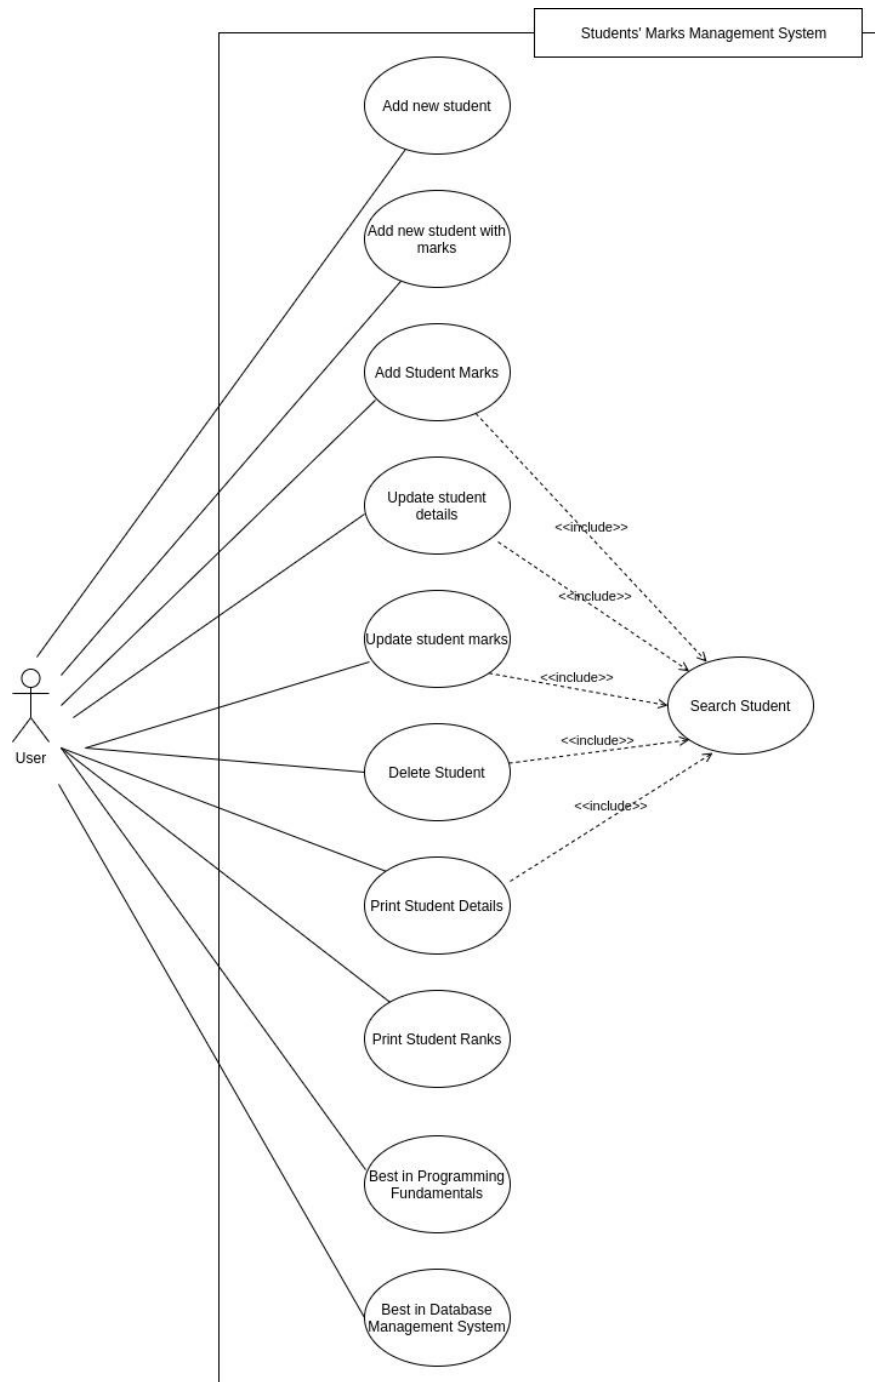 Students' Marks Management System
Add new student
Add new student with
marks
Add Student Marks
Update student
details
<<include>>
<<include>>
Update student marks
<<include>>
Search Student
User
<<include>>
Delete Student
<<include>>
Print Student Details
Print Student Ranks
Best in Programming
Fundamentals
Best in Database
Management System